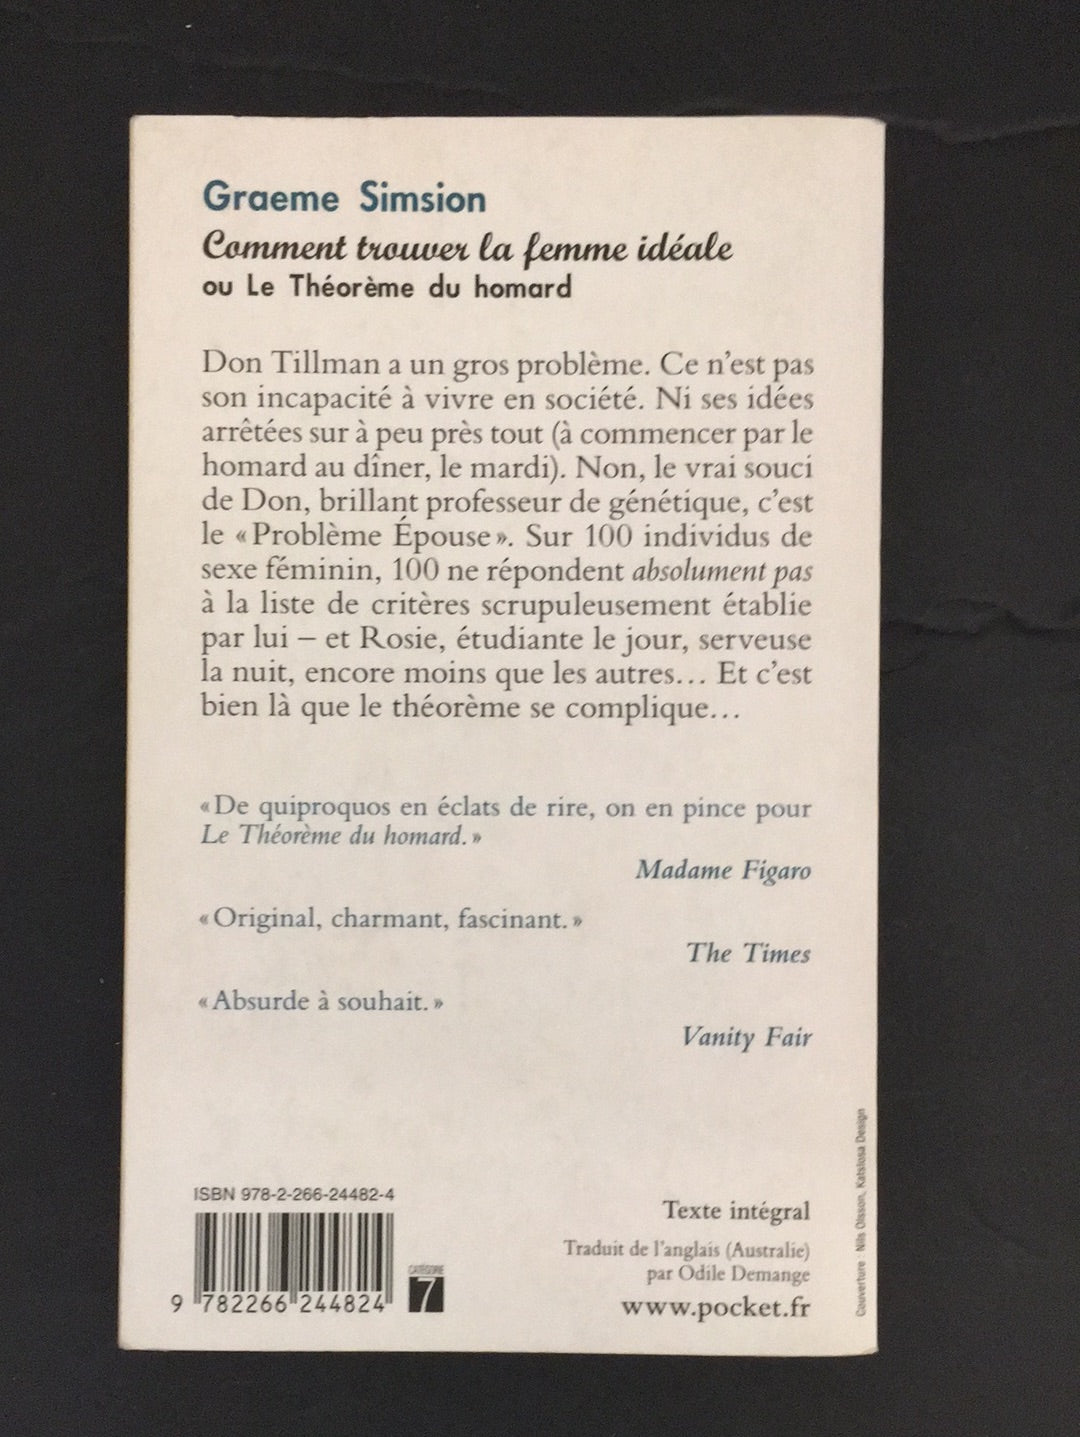 Graeme Simsion
Comment trouver la femme idéale
ou Le Théorème du homard
Don Tillman a un gros problème. Ce n'est pas
son incapacité à vivre en société. Ni ses idées
arrêtées sur à peu près tout (à commencer par le
homard au dîner, le mardi). Non, le vrai souci
de Don, brillant professeur de génétique, c'est
le « Problème Épouse ». Sur 100 individus de
sexe féminin, 100 ne répondent absolument pas
à la liste de critères scrupuleusement établie
par lui – et Rosie, étudiante le jour, serveuse
la nuit, encore moins que les autres... Et c'est
bien là que le théorème se complique...
« De quiproquos en éclats de rire, on en pince pour
Le Théorème du homard. »
Madame Figaro
« Original, charmant, fascinant. »
The Times
« Absurde à souhait. »
Vanity Fair
ISBN 978-2-266-24482-4
9 782266 244824
CATÉGORIE
7
Texte intégral
Traduit de l'anglais (Australie)
par Odile Demange
www.pocket.fr
Couverture : Nils Olsson, Katslosa Design